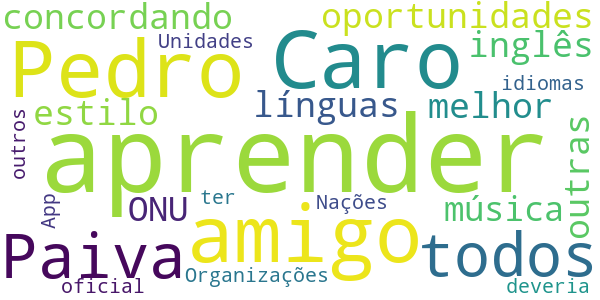 concordando
oportunidades
Pedro
Unidades
Caro
inglês
idiomas
estilo
línguas
melhor
outros
aprender
outras
App
ONU
ter
Nações
música
amigo
Paiva
todos
Organizações
oficial
deveria